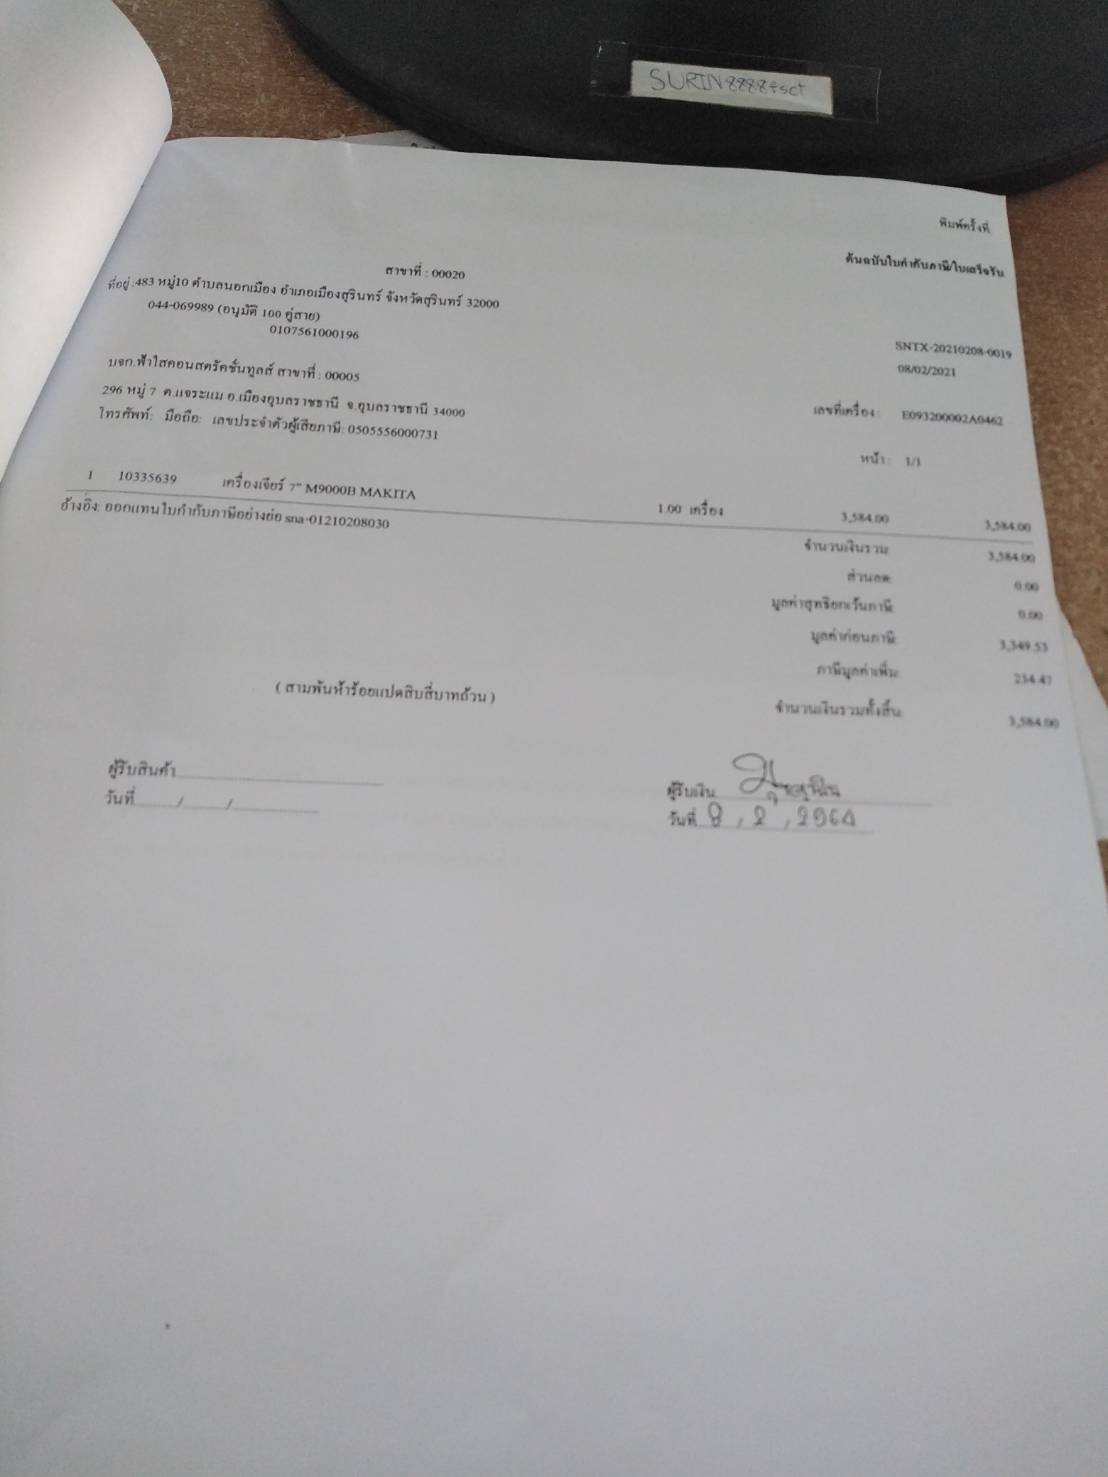 SURIN8888+sct
พิมพ์ครั้งที่
ต้นฉบับใบกำกับภาษี/ใบเสร็จรับ
สาขาที่ : 00020
ที่อยู่ :483 หมู่10 ตำบลนอกเมือง อำเภอเมืองสุรินทร์ จังหวัดสุรินทร์ 32000
044-069989 (อนุมัติ 100 คู่สาย)
0107561000196
SNTX-20210208-0019
08/02/2021
บจก.ฟ้าใสคอนสตรัคชั่นทูลส์ สาขาที่ : 00005
296 หมู่ 7 ต.แจระแม อ.เมืองอุบลราชธานี จ.อุบลราชธานี 34000
โทรศัพท์: มือถือ: เลขประจำตัวผู้เสียภาษี: 0505556000731
เลขที่เครื่อง : E093200002A0462
หน้า : 1/1
1 10335639 เครื่องเจียร์ 7" M9000B MAKITA 1.00 เครื่อง 3,584.00 3,584.00
อ้างอิง: ออกแทนใบกำกับภาษีอย่างย่อ sna-01210208030
จำนวนเงินรวม: 3,584.00
ส่วนลด: 0.00
มูลค่าสุทธิยกเว้นภาษี: 0.00
มูลค่าก่อนภาษี: 3,349.53
ภาษีมูลค่าเพิ่ม: 234.47
( สามพันห้าร้อยแปดสิบสี่บาทถ้วน )
จำนวนเงินรวมทั้งสิ้น: 3,584.00
ผู้รับสินค้า
วันที่ / /
ผู้รับเงิน
วันที่ 8 , 2 , 2564